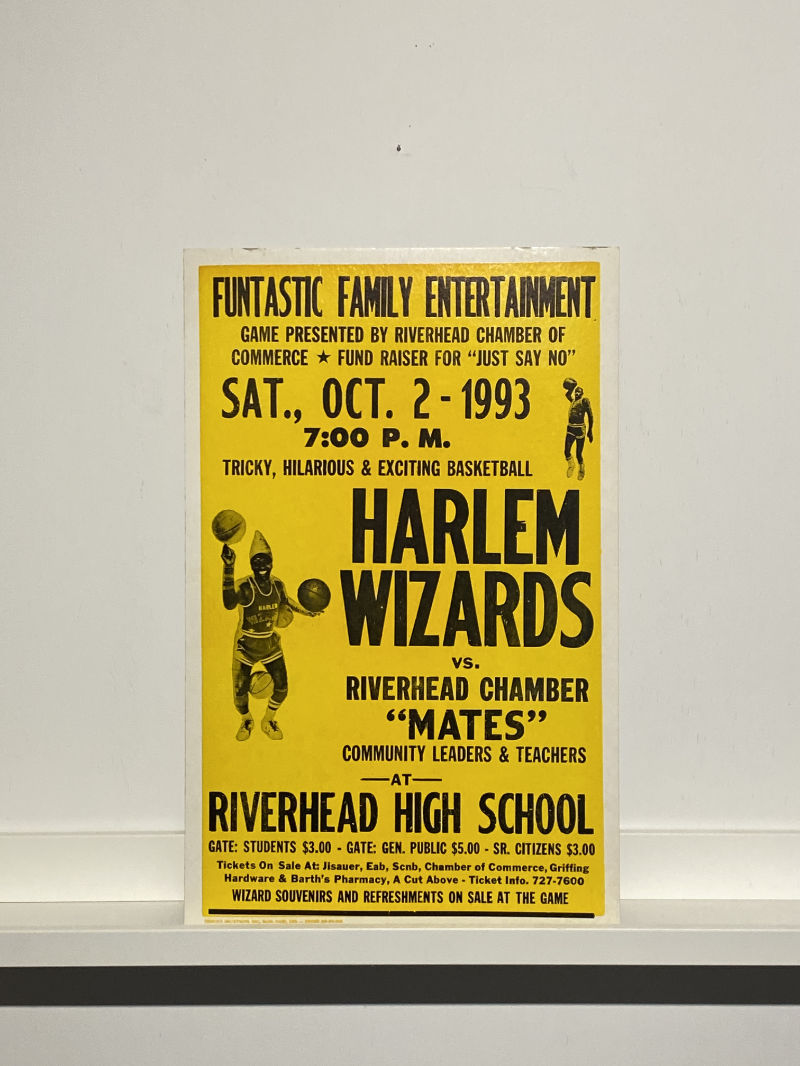 FUNTASTIC FAMILY ENTERTAINMENT
GAME PRESENTED BY RIVERHEAD CHAMBER OF
COMMERCE ★ FUND RAISER FOR "JUST SAY NO"
SAT., OCT. 2 - 1993
7:00 P. M.
TRICKY, HILARIOUS & EXCITING BASKETBALL
HARLEM
WIZARDS
HARLEM
VS.
RIVERHEAD CHAMBER
"MATES"
COMMUNITY LEADERS & TEACHERS
—AT—
RIVERHEAD HIGH SCHOOL
GATE: STUDENTS $3.00 - GATE: GEN. PUBLIC $5.00 - SR. CITIZENS $3.00
Tickets On Sale At: Jisauer, Eab, Scnb, Chamber of Commerce, Griffing
Hardware & Barth's Pharmacy, A Cut Above - Ticket Info. 727-7600
WIZARD SOUVENIRS AND REFRESHMENTS ON SALE AT THE GAME